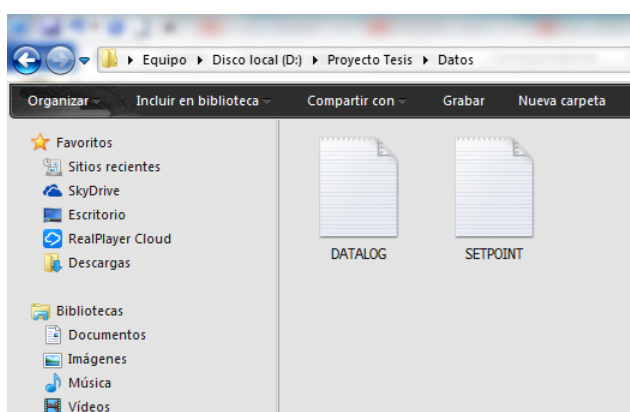 Equipo Disco local (D:) Proyecto Tesis Datos
Organizar Incluir en biblioteca Compartir con Grabar Nueva carpeta
Favoritos
Sitios recientes
SkyDrive
Escritorio
RealPlayer Cloud
Descargas
Bibliotecas
Documentos
Imágenes
Música
Vídeos
DATALOG SETPOINT